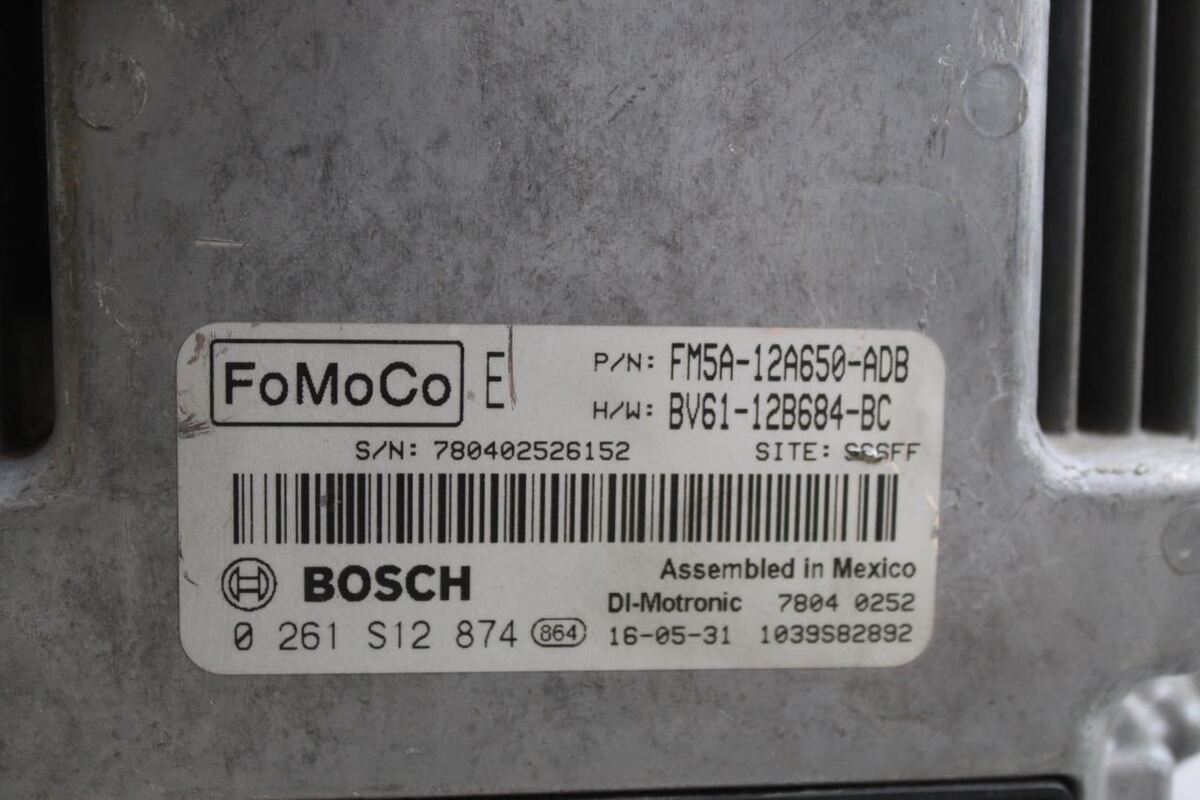 FoMoCo E P/N: FM5A-12A650-ADB
H/W: BV61-12B684-BC
S/N: 780402526152 SITE:
BOSCH Assembled in Mexico
DI-Motronic 7804 0252
0 261 S12 874 864 16-05-31 1039S82892